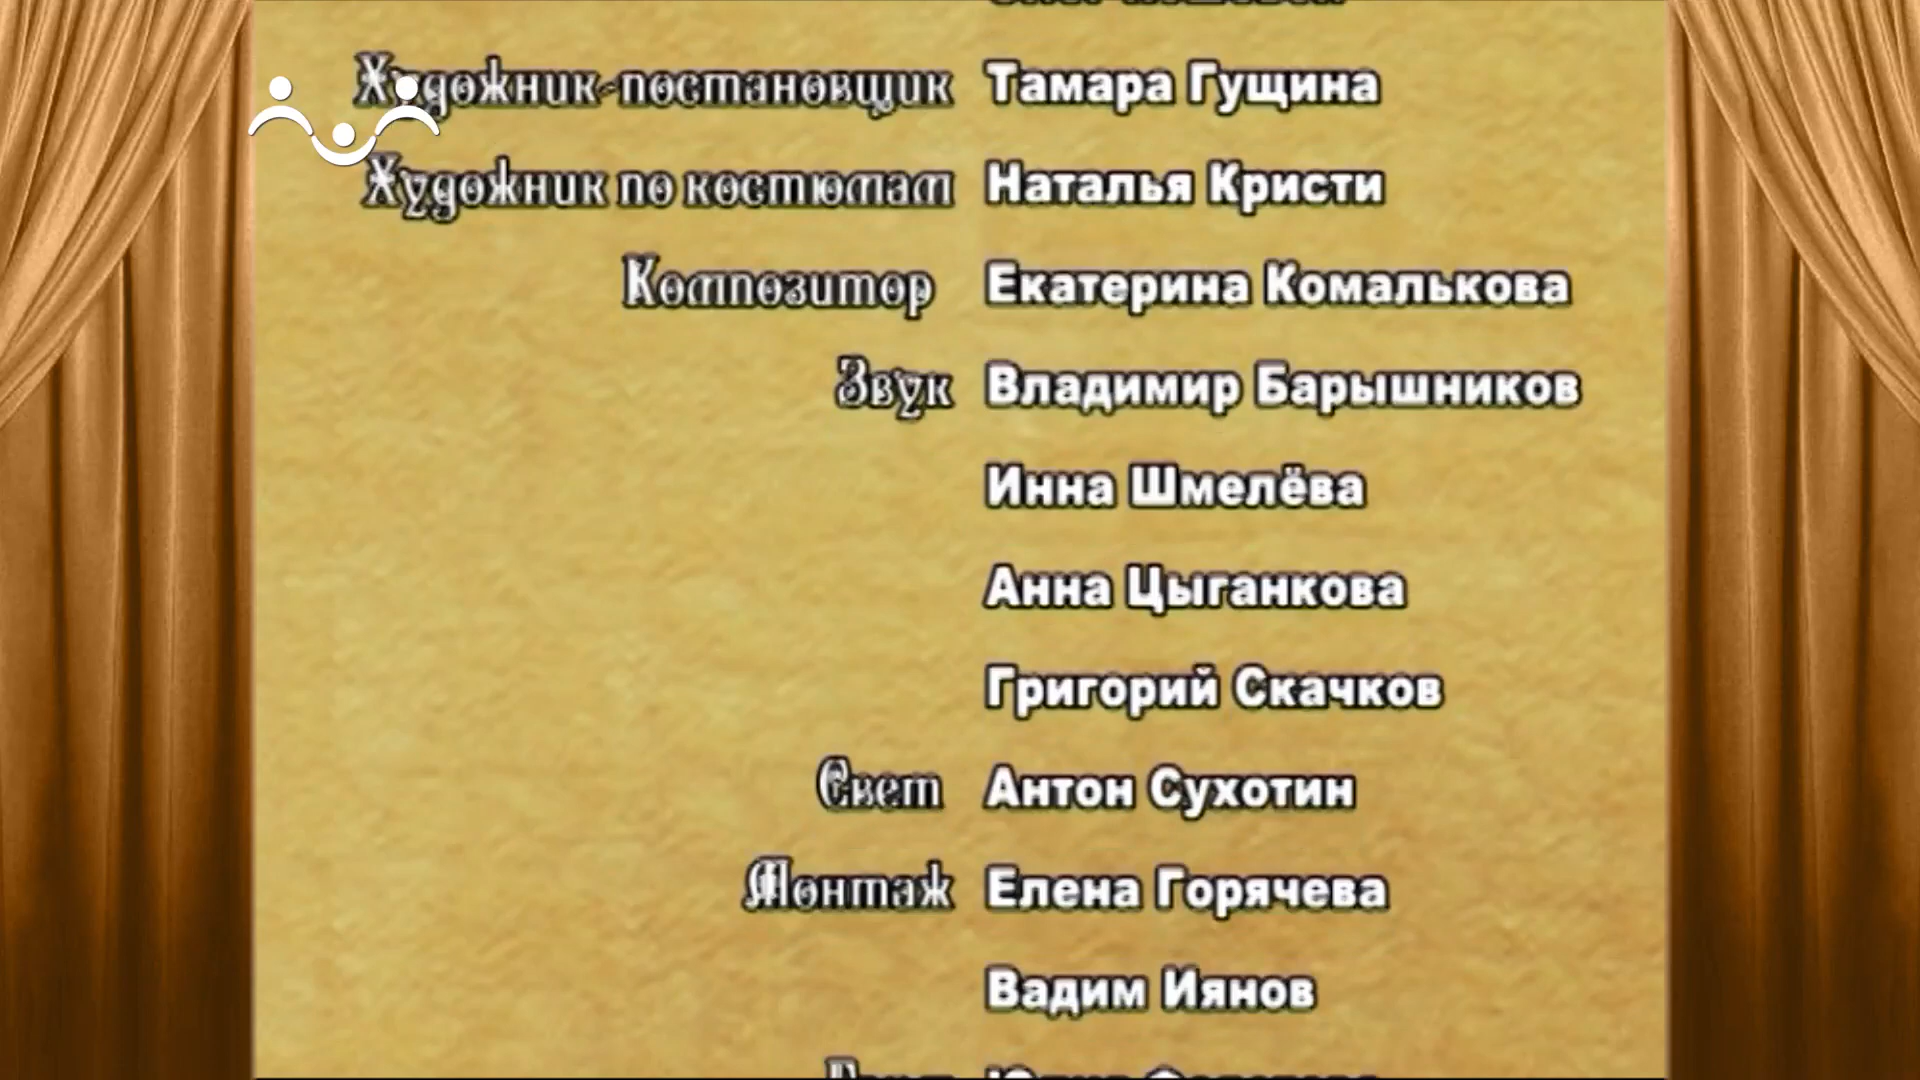 Художник-постановщик Тамара Гущина
Художник по костюмам Наталья Кристи
Композитор Екатерина Комалькова
Звук Владимир Барышников
Инна Шмелёва
Анна Цыганкова
Григорий Скачков
Свет Антон Сухотин
Монтаж Елена Горячева
Вадим Иянов